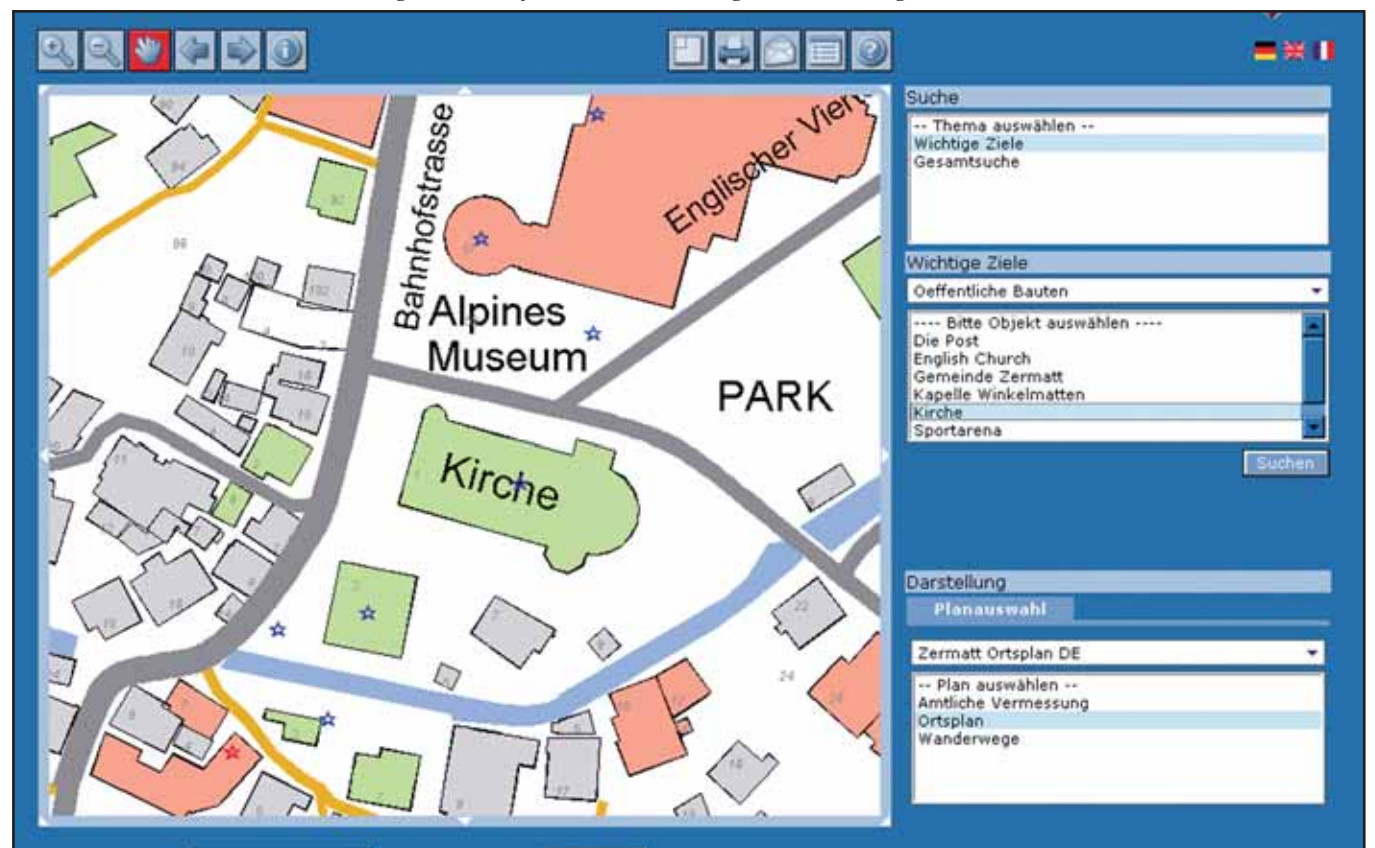 Suche
-- Thema auswählen --
Wichtige Ziele
Gesamtsuche
Wichtige Ziele
Oeffentliche Bauten
---- Bitte Objekt auswählen ----
Die Post
English Church
Gemeinde Zermatt
Kapelle Winkelmatten
Kirche
Sportarena
Suchen
Darstellung
Planauswahl
Zermatt Ortsplan DE
-- Plan auswählen --
Amtliche Vermessung
Ortsplan
Wanderwege
Bahnhofstrasse
Englischer
Alpines
Museum
PARK
Kirche